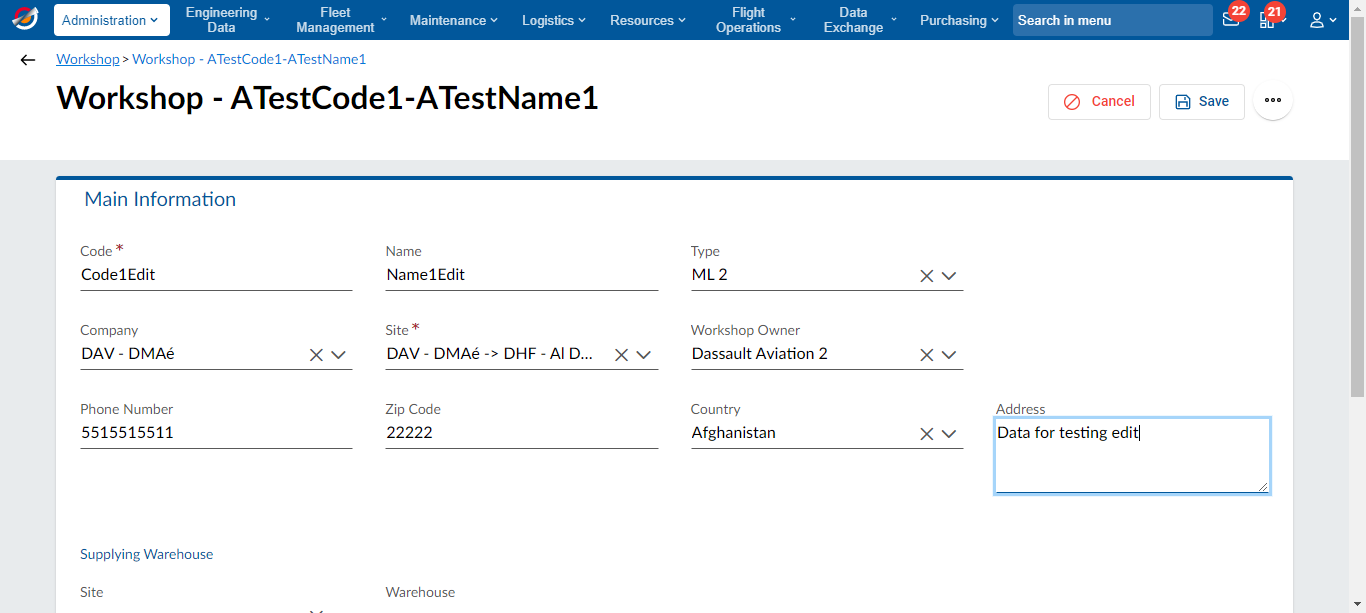 Administration
Engineering
Data
Fleet
Management
Maintenance
Logistics
Resources
Flight
Operations
Data
Exchange
Purchasing
Search in menu
22
21
Workshop > Workshop - ATestCode1-ATestName1
Workshop - ATestCode1-ATestName1
Cancel
Save
Main Information
Code *
Name
Type
Code1Edit
Name1Edit
ML 2
Company
Site *
Workshop Owner
DAV - DMAé
DAV - DMAé -> DHF - Al D...
Dassault Aviation 2
Phone Number
Zip Code
Country
Address
5515515511
22222
Afghanistan
Data for testing edit
Supplying Warehouse
Site
Warehouse